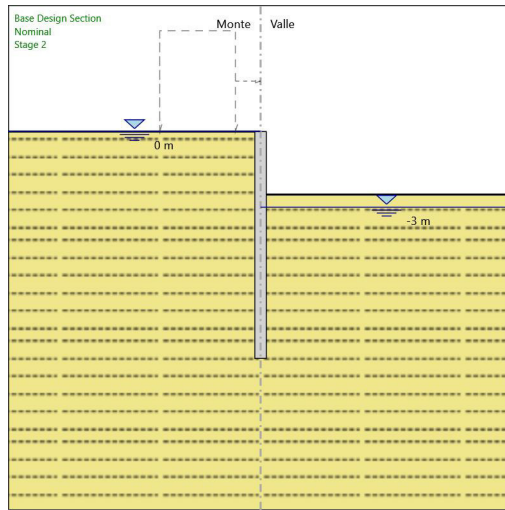 Base Design Section
Nominal
Stage 2
Monte
Valle
0 m
-3 m